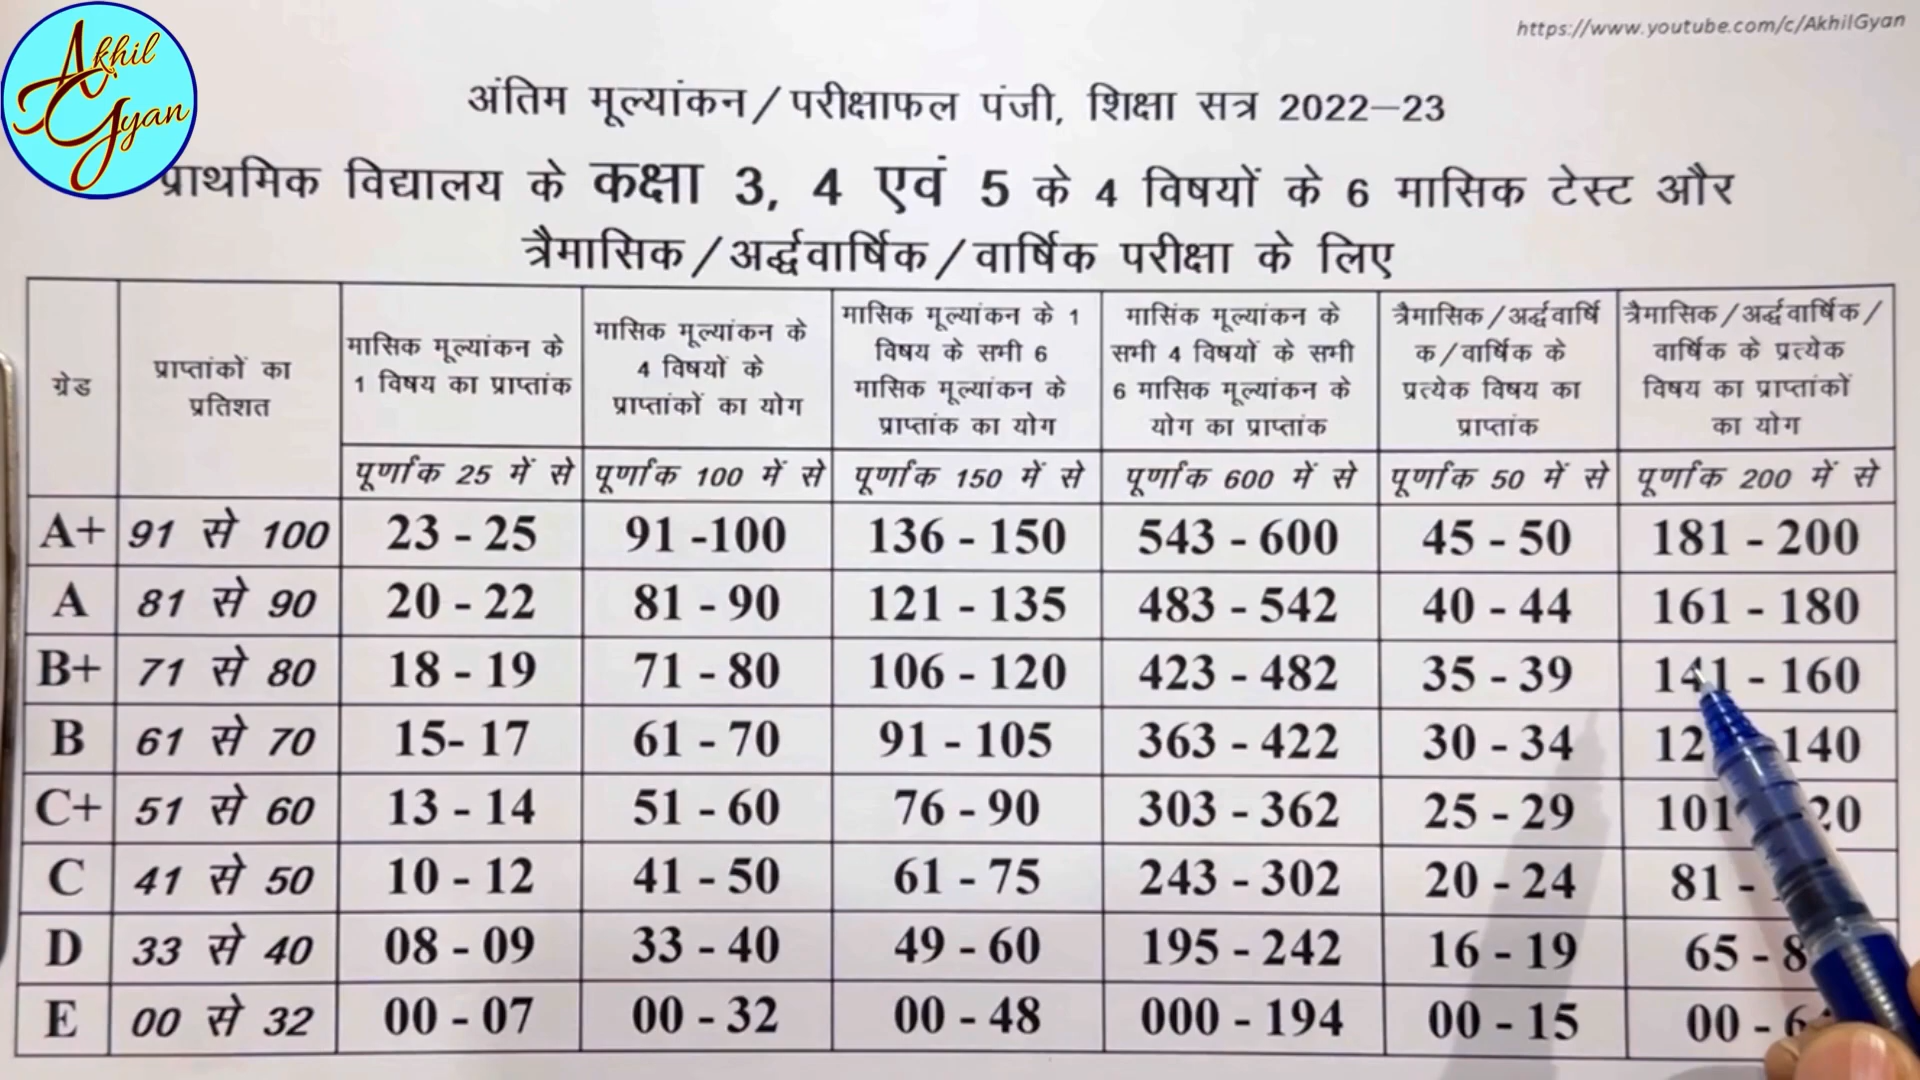 Akhil
Gyan
https://www.youtube.com/c/AkhilGyan
अंतिम मूल्यांकन/परीक्षाफल पंजी, शिक्षा सत्र 2022–23
प्राथमिक विद्यालय के कक्षा 3, 4 एवं 5 के 4 विषयों के 6 मासिक टेस्ट और
त्रैमासिक/अर्द्धवार्षिक/वार्षिक परीक्षा के लिए
ग्रेड
प्राप्तांकों का
प्रतिशत
मासिक मूल्यांकन के
1 विषय का प्राप्तांक
मासिक मूल्यांकन के
4 विषयों के
प्राप्तांकों का योग
मासिक मूल्यांकन के 1
विषय के सभी 6
मासिक मूल्यांकन के
प्राप्तांक का योग
मासिंक मूल्यांकन के
सभी 4 विषयों के सभी
6 मासिक मूल्यांकन के
योग का प्राप्तांक
त्रैमासिक/अर्द्धवार्षि
क/वार्षिक के
प्रत्येक विषय का
प्राप्तांक
त्रैमासिक/अर्द्धवार्षिक/
वार्षिक के प्रत्येक
विषय का प्राप्तांकों
का योग
पूर्णांक 25 में से पूर्णांक 100 में से पूर्णांक 150 में से पूर्णांक 600 में से पूर्णांक 50 में से पूर्णांक 200 में से
A+ 91 से 100 23 - 25 91 -100 136 - 150 543 - 600 45 - 50 181 - 200
A 81 से 90 20 - 22 81 - 90 121 - 135 483 - 542 40 - 44 161 - 180
B+ 71 से 80 18 - 19 71 - 80 106 - 120 423 - 482 35 - 39 141 - 160
B 61 से 70 15- 17 61 - 70 91 - 105 363 - 422 30 - 34 140
C+ 51 से 60 13 - 14 51 - 60 76 - 90 303 - 362 25 - 29 101
C 41 से 50 10 - 12 41 - 50 61 - 75 243 - 302 20 - 24 81 -
D 33 से 40 08 - 09 33 - 40 49 - 60 195 - 242 16 - 19 65 -
E 00 से 32 00 - 07 00 - 32 00 - 48 000 - 194 00 - 15 00 -